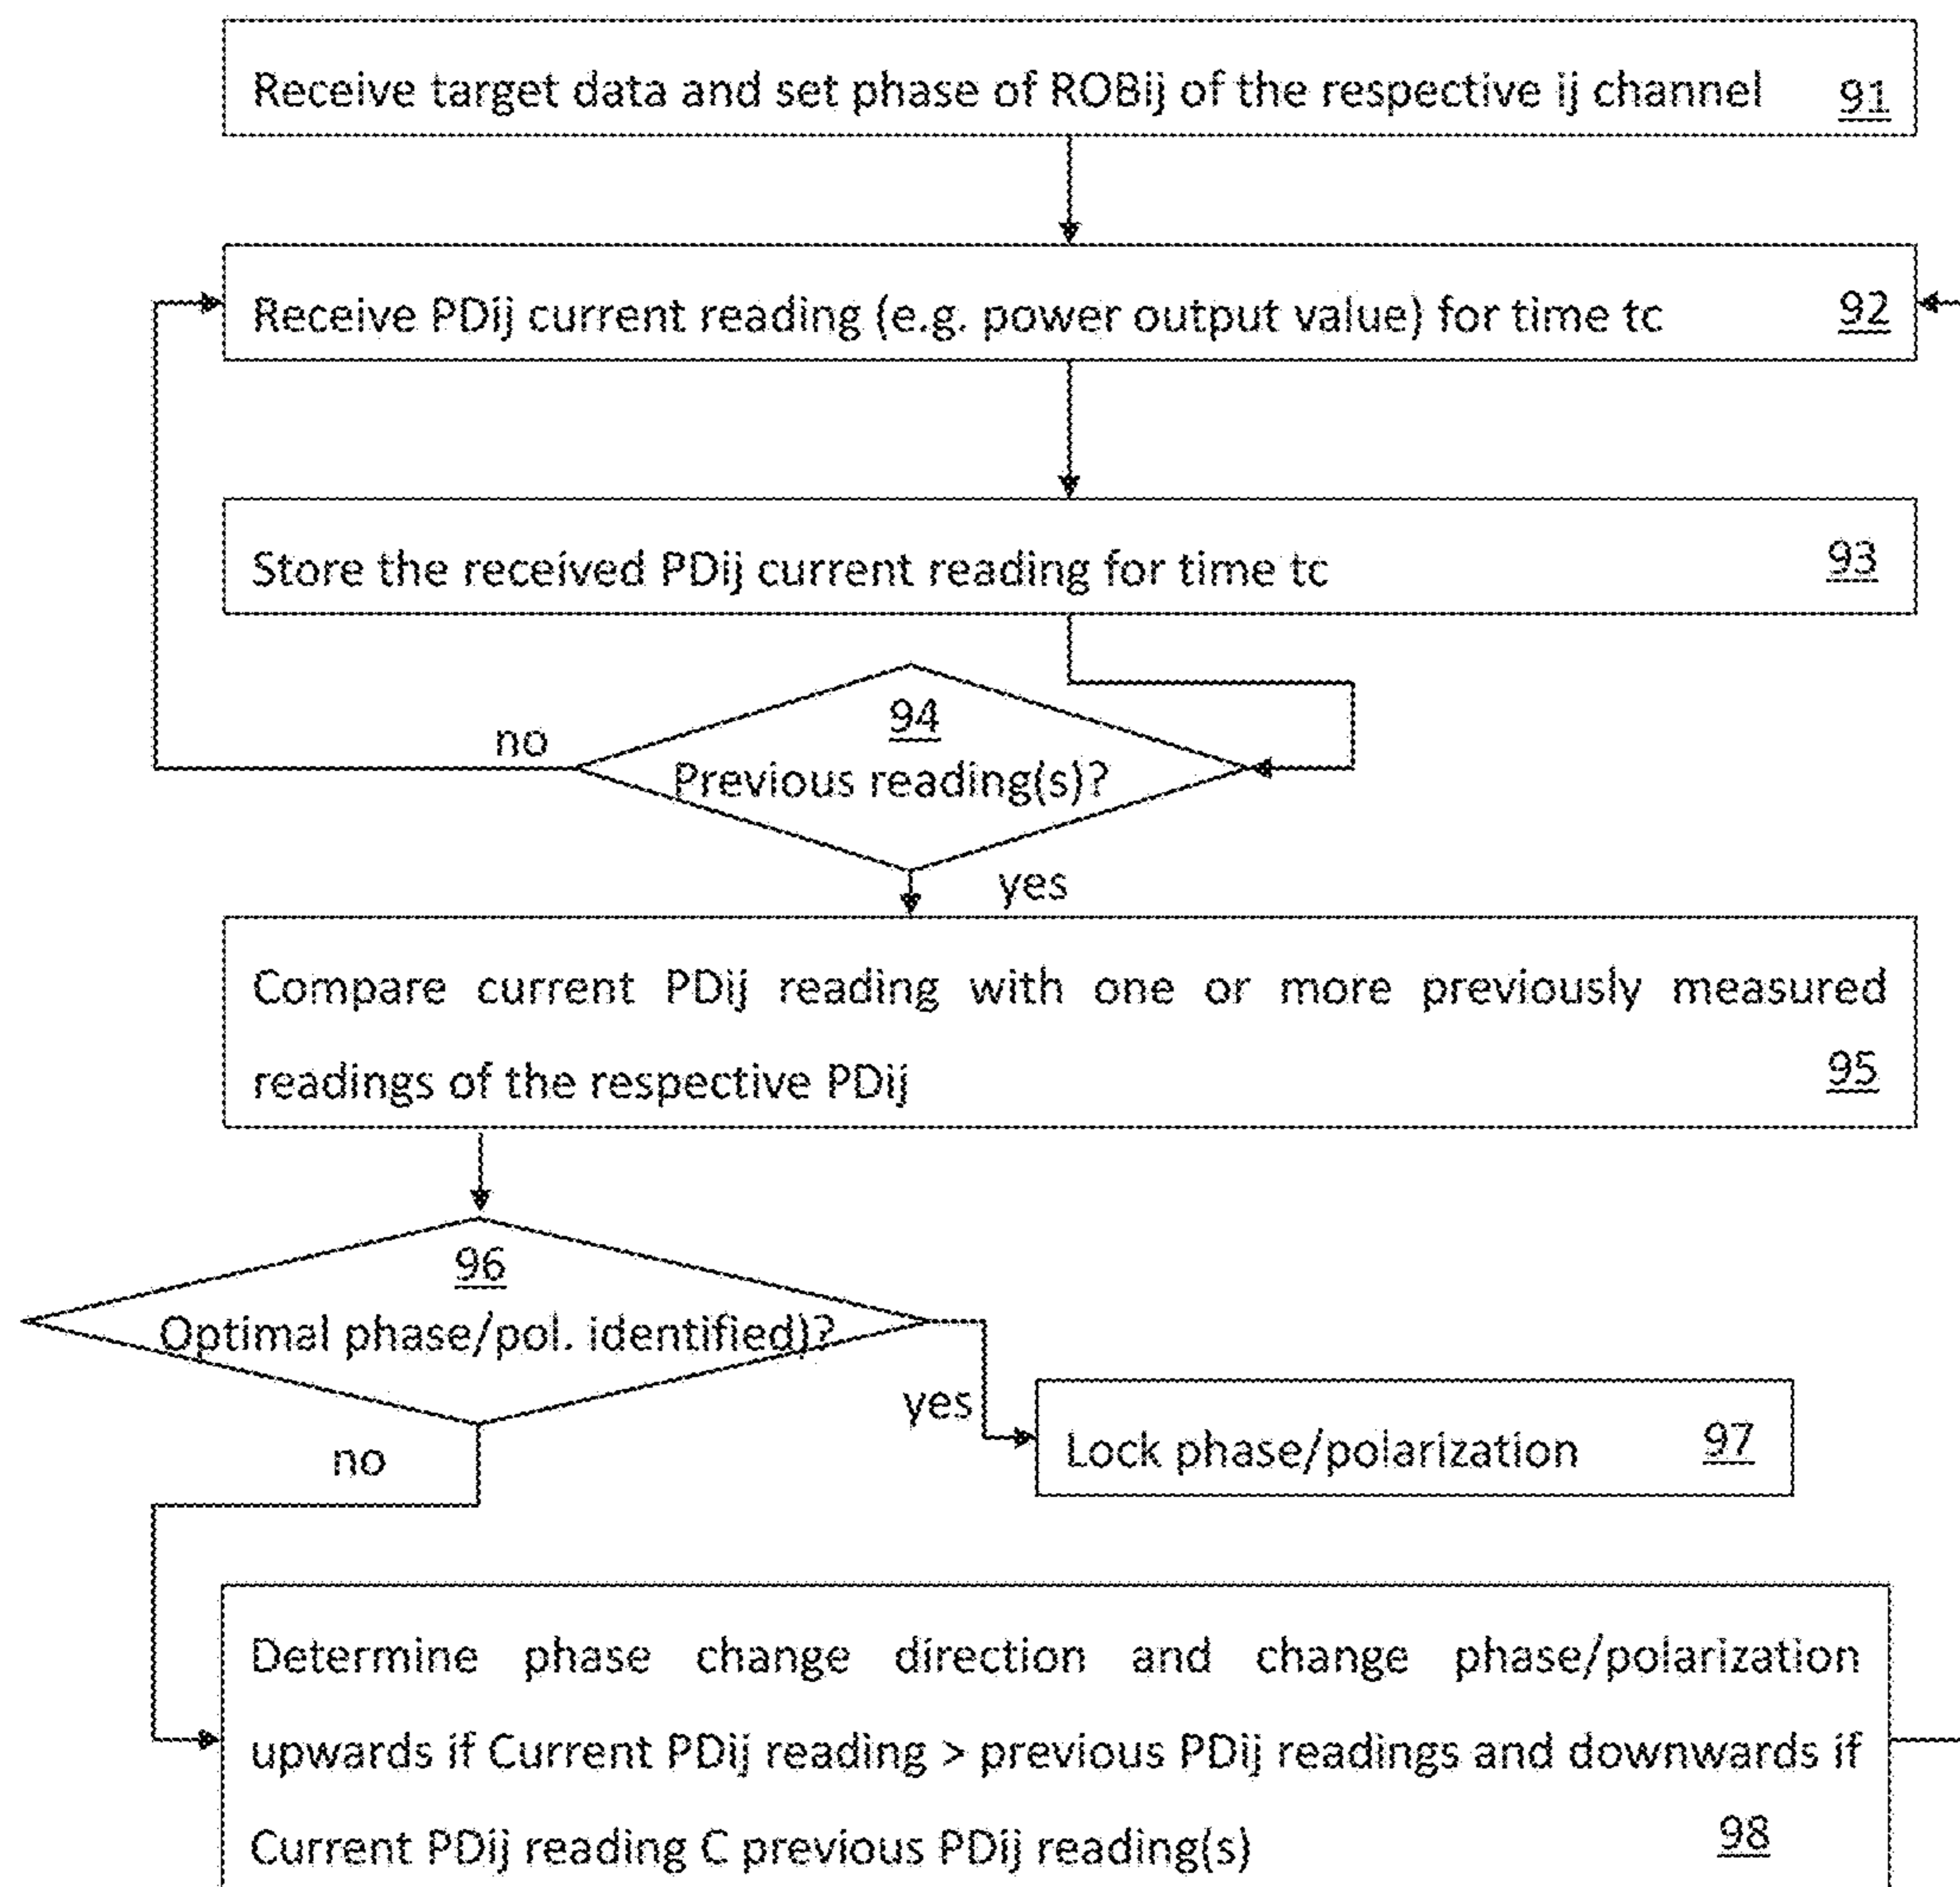 Receive target data and set phase of ROBij of the respective ij channel 91
Receive PDij current reading (e.g. power output value) for time tc 92
Store the received PDij current reading for time tc 93
94
no
Previous reading(s)?
yes
Compare current PDij reading with one or more previously measured
readings of the respective PDij 95
96
Optimal phase/pol. identified)?
yes
Lock phase/polarization 97
no
Determine phase change direction and change phase/polarization
upwards if Current PDij reading > previous PDij readings and downwards if
Current PDij reading C previous PDij reading(s) 98